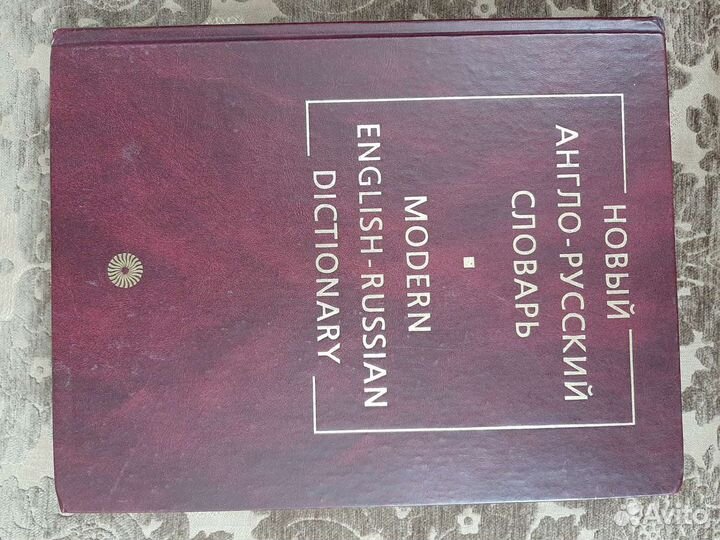 НОВЫЙ
АНГЛО-РУССКИЙ
СЛОВАРЬ
MODERN
ENGLISH-RUSSIAN
DICTIONARY
Avito